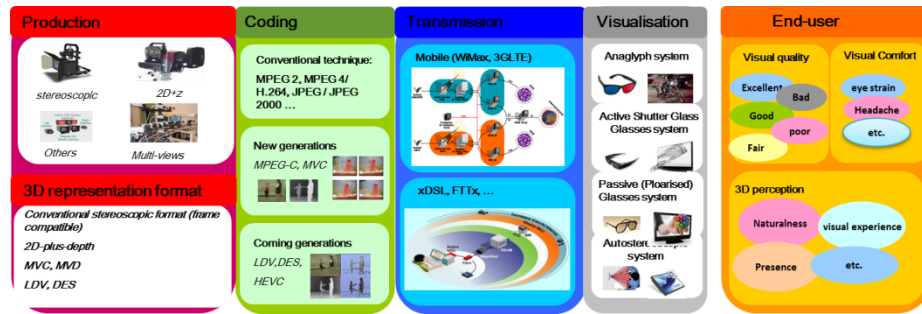 Production
stereoscopic
2D+z
Others
Multi-views
3D representation format
Conventional stereoscopic format (frame
compatible)
2D-plus-depth
MVC, MVD
LDV, DES
Coding
Conventional technique:
MPEG 2, MPEG 4/
H.264, JPEG / JPEG
2000 ...
New generations
MPEG-C, MVC
Coming generations
LDV,DES,
HEVC
Transmission
Mobile (WiMax, 3GLTE)
xDSL, FTTx, ...
Visualisation
Anaglyph system
Active Shutter Glass
Glasses system
Passive (Ploarised)
Glasses system
system
End-user
Visual quality
Excellent
Bad
Good
poor
Fair
Visual Comfort
eye strain
Headache
etc.
3D perception
Naturalness
visual experience
Presence
etc.